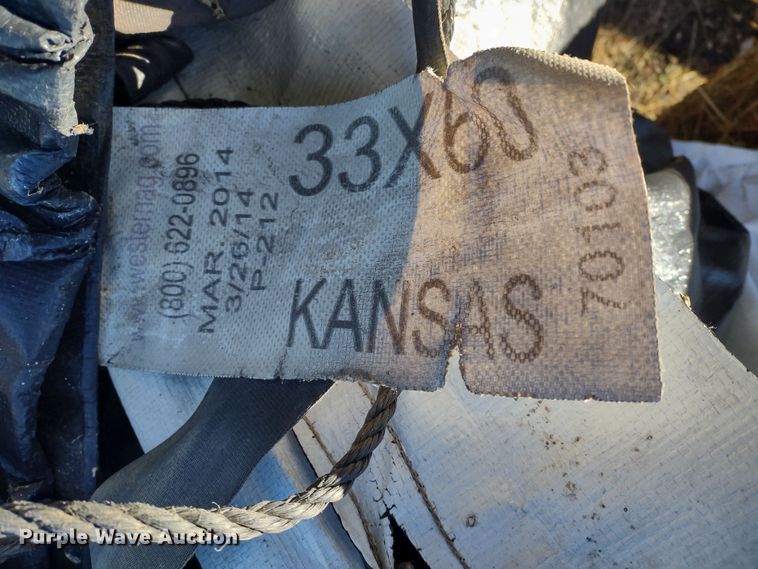 www.westernag.com
(800) 622-0896
MAR. 2014
3/26/14
P-212
33X60
KANSAS
70103
Purple Wave Auction